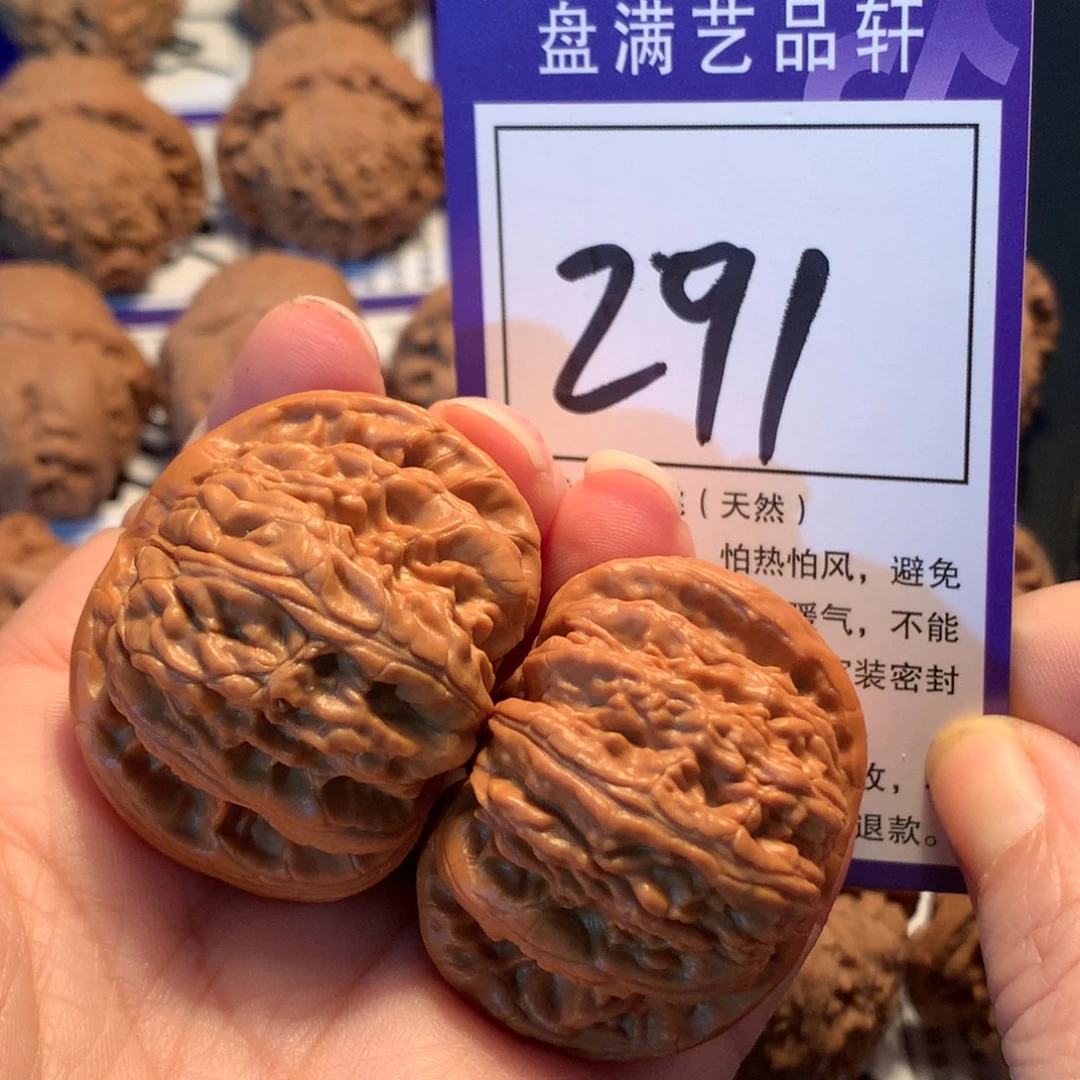 盘满艺品轩
291
(天然)
怕热怕风，避免
暖气，不能
装密封
退款。